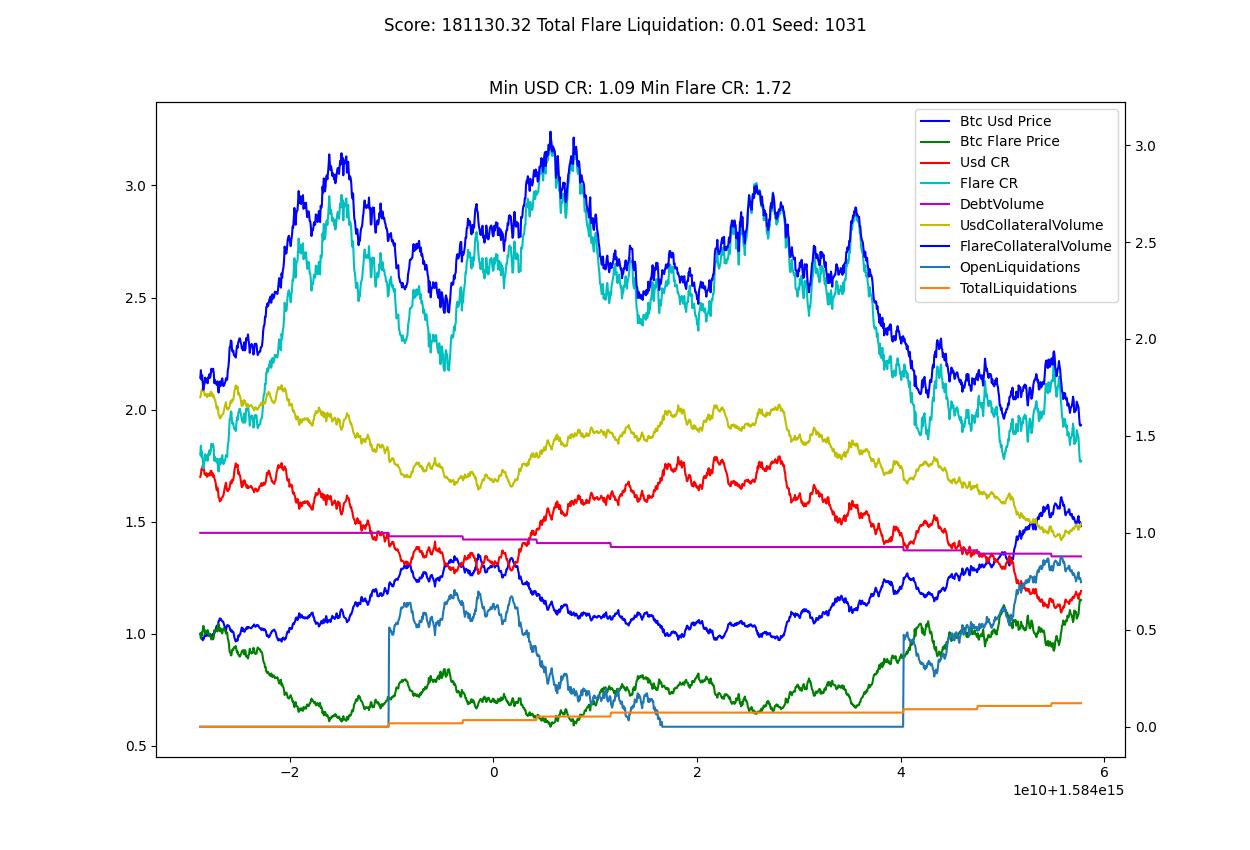 Score: 181130.32 Total Flare Liquidation: 0.01 Seed: 1031
Min USD CR: 1.09 Min Flare CR: 1.72
Btc Usd Price
Btc Flare Price
Usd CR
Flare CR
DebtVolume
UsdCollateralVolume
FlareCollateralVolume
OpenLiquidations
TotalLiquidations
3.0
2.5
2.0
1.5
1.0
0.5
3.0
2.5
2.0
1.5
1.0
0.5
0.0
−2
0
2
4
6
1e10+1.584e15